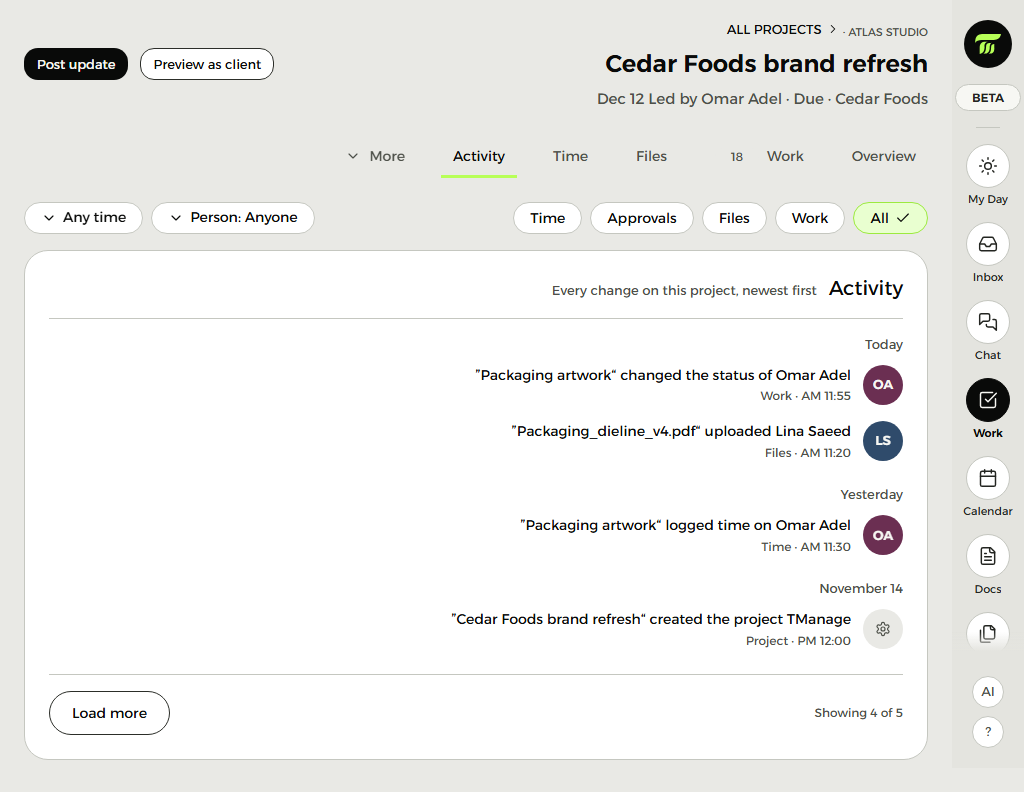 ALL PROJECTS
· ATLAS STUDIO
Cedar Foods brand refresh
Dec 12 Led by Omar Adel · Due · Cedar Foods
Post update
Preview as client
More
Activity
Time
Files
18 Work
Overview
Any time
Person: Anyone
Time
Approvals
Files
Work
All
Every change on this project, newest first
Activity
Today
"Packaging artwork" changed the status of Omar Adel
Work · AM 11:55
OA
"Packaging_dieline_v4.pdf" uploaded Lina Saeed
Files · AM 11:20
LS
Yesterday
"Packaging artwork" logged time on Omar Adel
Time · AM 11:30
OA
November 14
"Cedar Foods brand refresh" created the project TManage
Project · PM 12:00
Load more
Showing 4 of 5
BETA
My Day
Inbox
Chat
Work
Calendar
Docs
AI
?